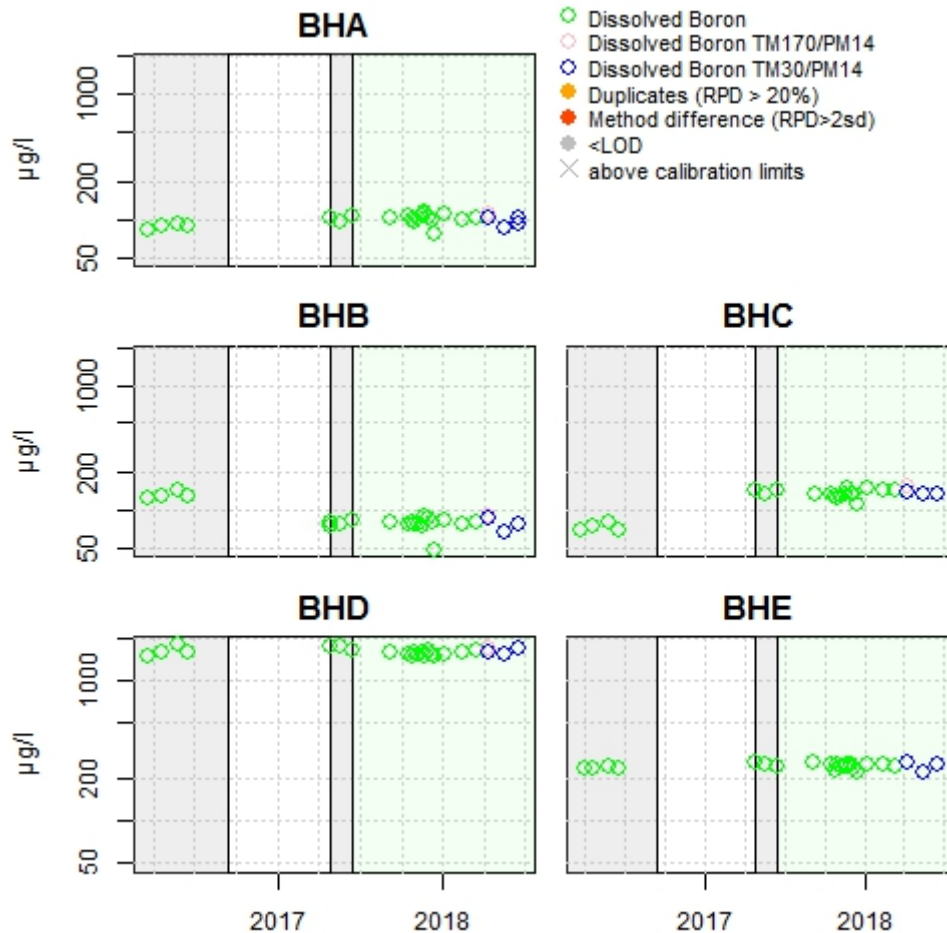 BHA
Dissolved Boron
Dissolved Boron TM170/PM14
Dissolved Boron TM30/PM14
Duplicates (RPD > 20%)
Method difference (RPD>2sd)
<LOD
above calibration limits
µg/l
1000
200
50
BHB
BHC
µg/l
1000
200
50
BHD
BHE
µg/l
1000
200
50
2017
2018
2017
2018